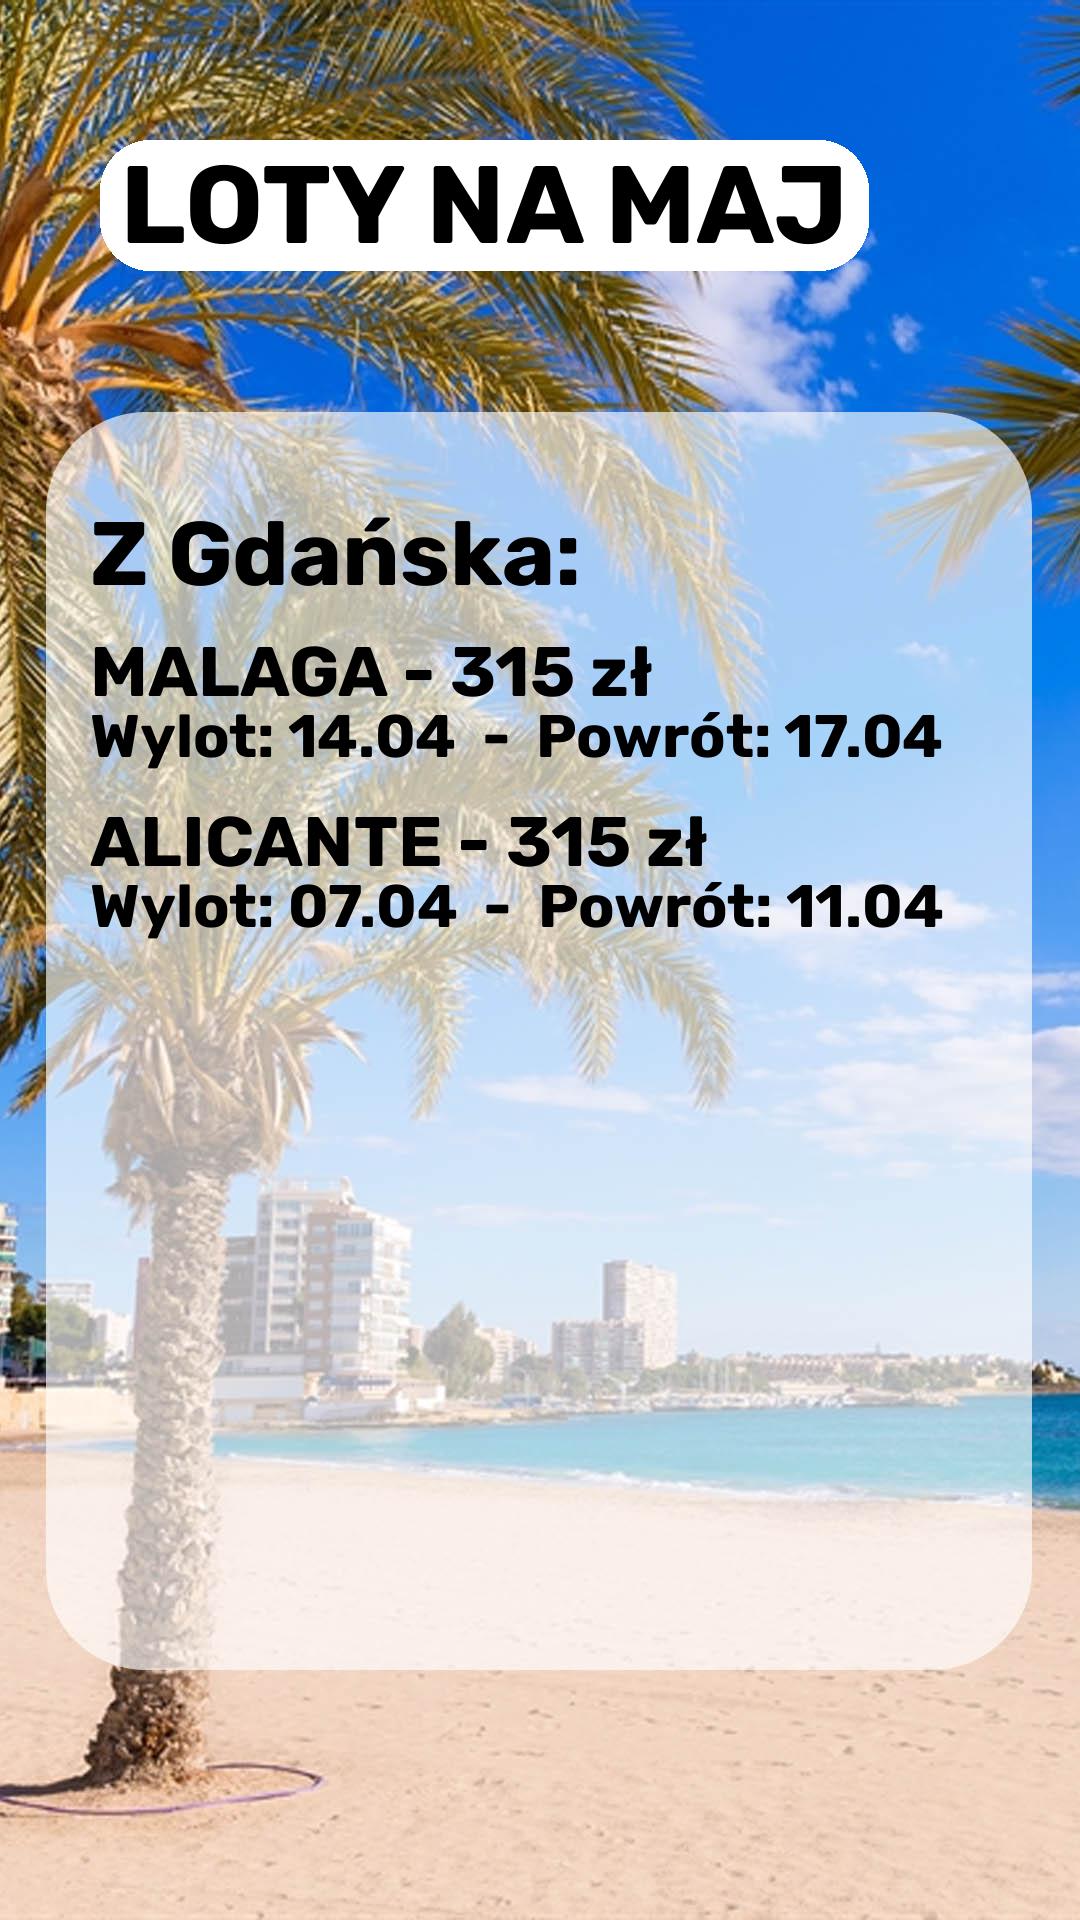 LOTY NA MAJ
Z Gdańska:
MALAGA - 315 zł
Wylot: 14.04 - Powrót: 17.04
ALICANTE - 315 zł
Wylot: 07.04 - Powrót: 11.04